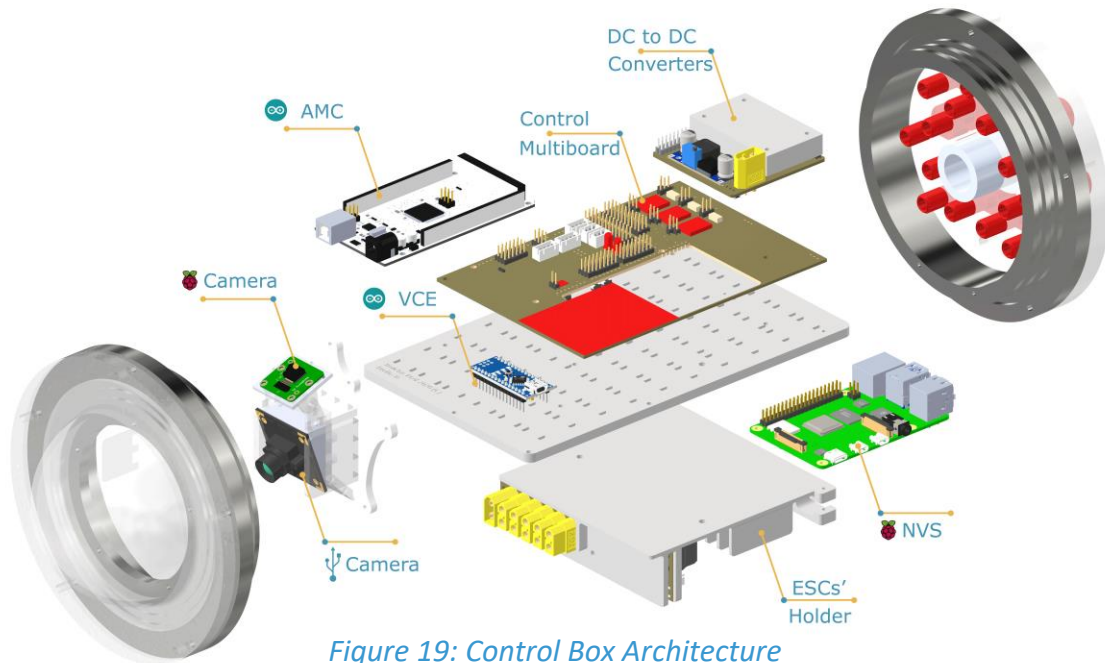 DC to DC
Converters
AMC
Control
Multiboard
Camera
VCE
Camera
NVS
ESCs'
Holder
Figure 19: Control Box Architecture